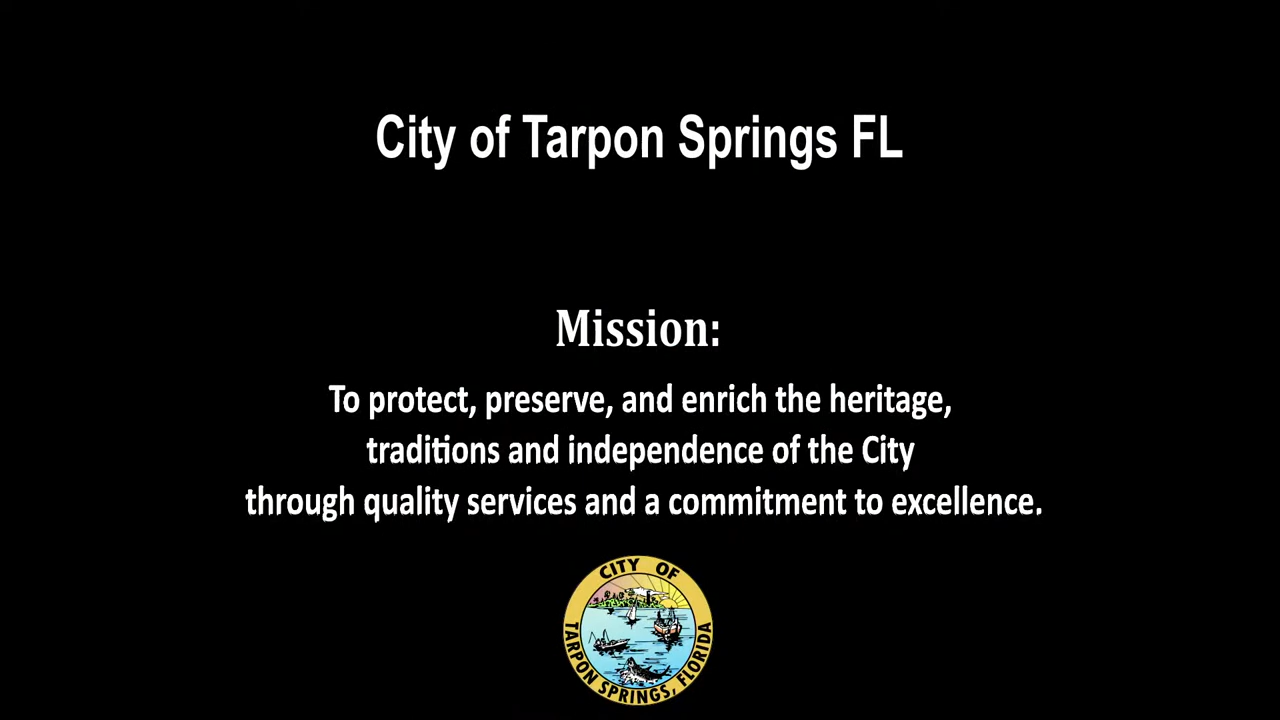 City of Tarpon Springs FL
Mission:
To protect, preserve, and enrich the heritage,
traditions and independence of the City
through quality services and a commitment to excellence.
CITY OF
TARPON SPRINGS, FLORIDA